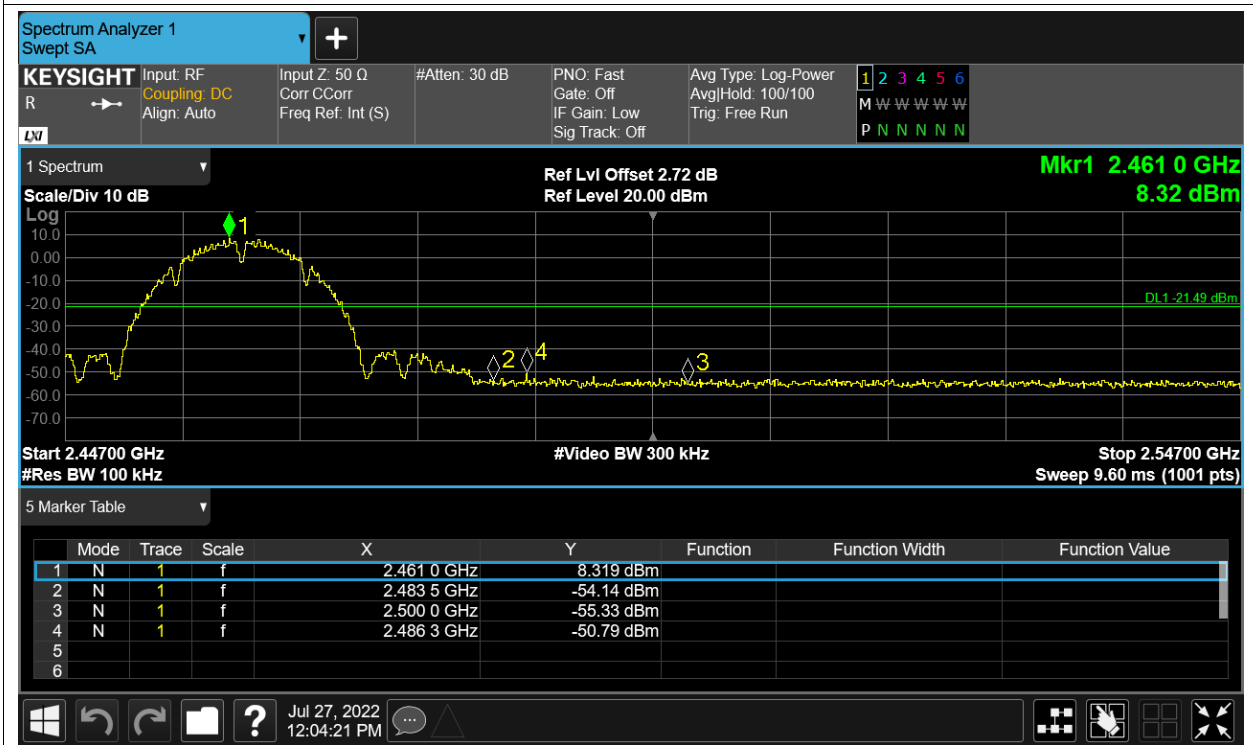 Spectrum Analyzer 1
Swept SA
+
KEYSIGHT
R
LXI
Input: RF
Coupling: DC
Align: Auto
Input Z: 50 Ω
Corr CCorr
Freq Ref: Int (S)
#Atten: 30 dB
PNO: Fast
Gate: Off
IF Gain: Low
Sig Track: Off
Avg Type: Log-Power
Avg|Hold: 100/100
Trig: Free Run
1 2 3 4 5 6
M W W W W W
P N N N N N
1 Spectrum
Scale/Div 10 dB
Ref Lvl Offset 2.72 dB
Ref Level 20.00 dBm
Mkr1 2.461 0 GHz
8.32 dBm
Log
10.0
0.00
-10.0
-20.0
-30.0
-40.0
-50.0
-60.0
-70.0
1
2
4
3
DL1 -21.49 dBm
Start 2.44700 GHz
#Video BW 300 kHz
Stop 2.54700 GHz
#Res BW 100 kHz
Sweep 9.60 ms (1001 pts)
5 Marker Table
Mode Trace Scale X Y Function Function Width Function Value
1 N 1 f 2.461 0 GHz 8.319 dBm
2 N 1 f 2.483 5 GHz -54.14 dBm
3 N 1 f 2.500 0 GHz -55.33 dBm
4 N 1 f 2.486 3 GHz -50.79 dBm
5
6
?
Jul 27, 2022
12:04:21 PM